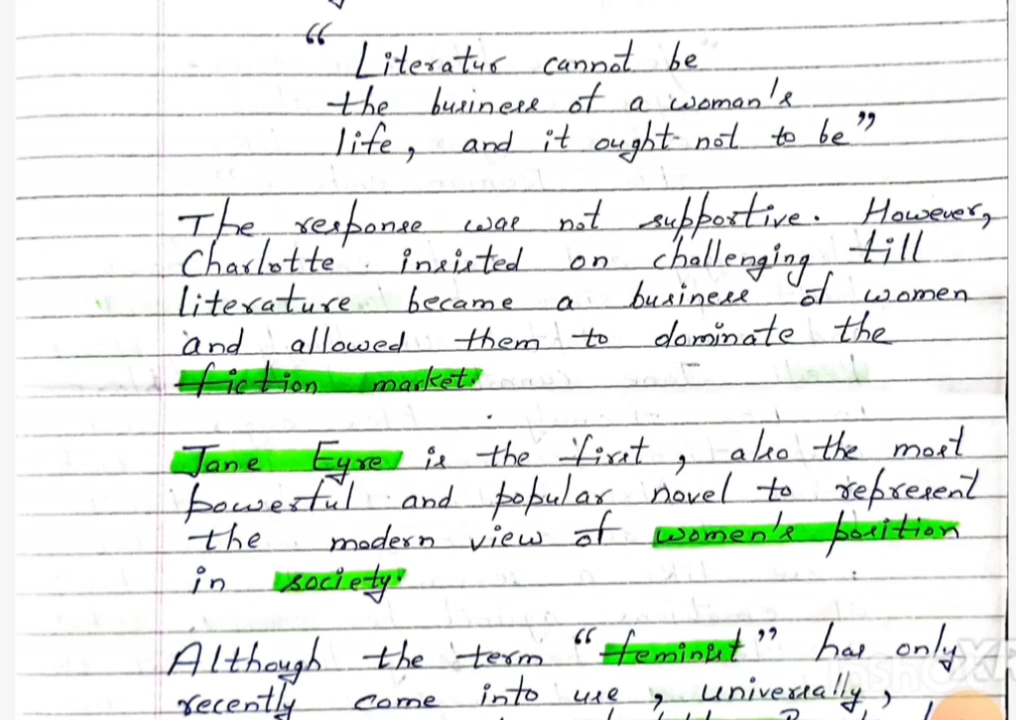 “
Literatur cannot be
the business of a woman's
life, and it ought not to be”
The response was not supportive. However,
Charlotte insisted on challenging till
literature became a business of women
and allowed them to dominate the
fiction market.
Jane Eyre is the first, also the most
powerful and popular novel to represent
the modern view of women's position
in society.
Although the term “feminist” has only
recently come into use, universally,